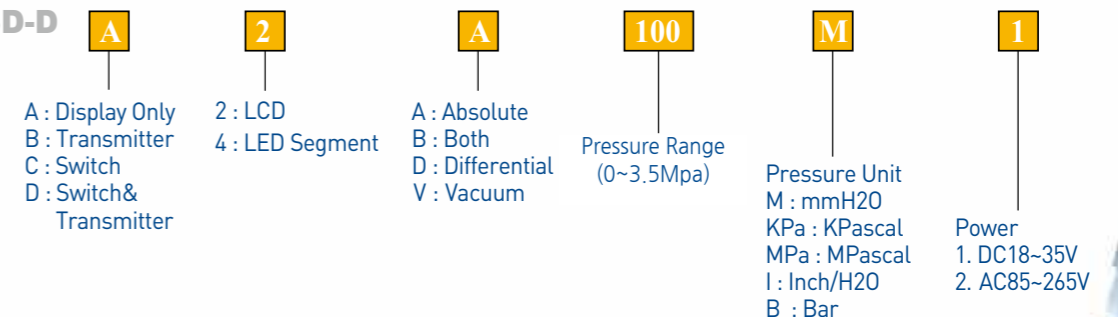 D-D
A 2 A 100 M 1
A : Display Only
B : Transmitter
C : Switch
D : Switch&
Transmitter
2 : LCD
4 : LED Segment
A : Absolute
B : Both
D : Differential
V : Vacuum
Pressure Range
(0~3.5Mpa)
Pressure Unit
M : mmH2O
KPa : KPascal
MPa : MPascal
I : Inch/H2O
B : Bar
Power
1. DC18~35V
2. AC85~265V